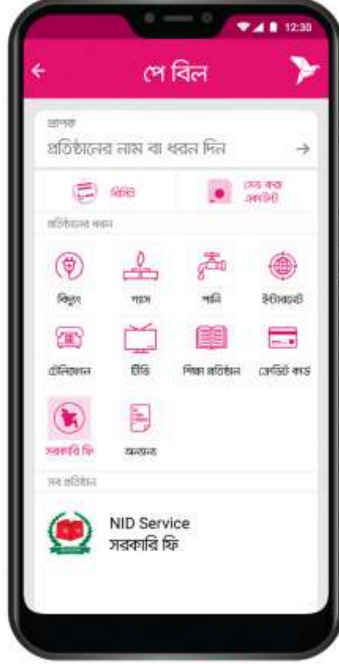 12:30
পে বিল
প্রাপক
প্রতিষ্ঠানের নাম বা ধরন দিন
রিসিট
সেভ করা
একাউন্ট
প্রতিষ্ঠানের ধরন
বিদ্যুৎ গ্যাস পানি ইন্টারনেট
টেলিফোন টিভি শিক্ষা প্রতিষ্ঠান ক্রেডিট কার্ড
সরকারি ফি অন্যান্য
সব প্রতিষ্ঠান
NID Service
সরকারি ফি